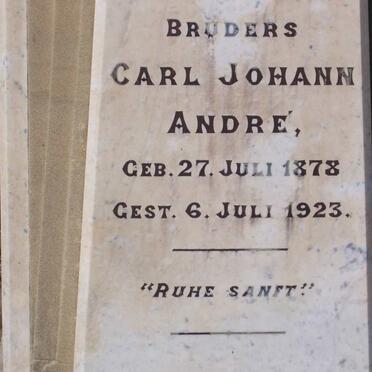 BRUDERS
CARL JOHANN
ANDRÉ,
GEB. 27. JULI 1878
GEST. 6. JULI 1923.
"RUHE SANFT."